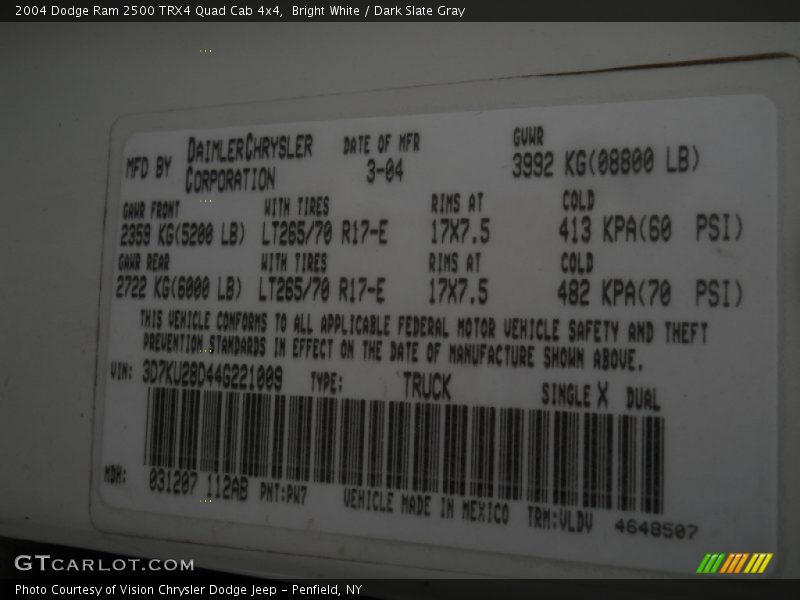 2004 Dodge Ram 2500 TRX4 Quad Cab 4x4,  Bright White / Dark Slate Gray
MFD BY DAIMLERCHRYSLER CORPORATION DATE OF MFR 3-04 GVWR 3992 KG(08800 LB)
GAWR FRONT WITH TIRES RIMS AT COLD
2359 KG(5200 LB) LT265/70 R17-E 17X7.5 413 KPA(60 PSI)
GAWR REAR WITH TIRES RIMS AT COLD
2722 KG(6000 LB) LT265/70 R17-E 17X7.5 482 KPA(70 PSI)
THIS VEHICLE CONFORMS TO ALL APPLICABLE FEDERAL MOTOR VEHICLE SAFETY AND THEFT
PREVENTION STANDARDS IN EFFECT ON THE DATE OF MANUFACTURE SHOWN ABOVE.
VIN: 3D7KU28D44G221009 TYPE: TRUCK SINGLE X DUAL
MDH: 031207 112AB PNT:PW7 VEHICLE MADE IN MEXICO TRM:VLDV 4648507
GTCARLOT.COM
Photo Courtesy of Vision Chrysler Dodge Jeep - Penfield, NY